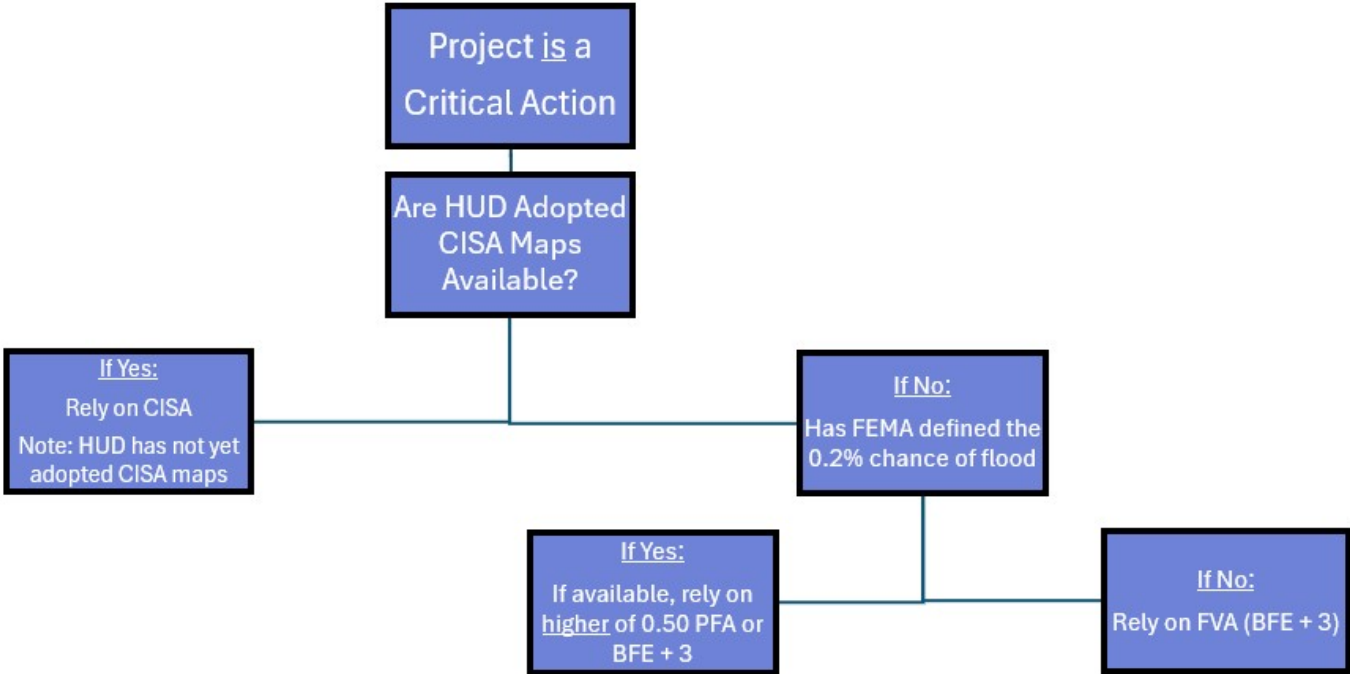 Project is a
Critical Action
Are HUD Adopted
CISA Maps
Available?
If Yes:
Rely on CISA
Note: HUD has not yet
adopted CISA maps
If No:
Has FEMA defined the
0.2% chance of flood
If Yes:
If available, rely on
higher of 0.50 PFA or
BFE + 3
If No:
Rely on FVA (BFE + 3)